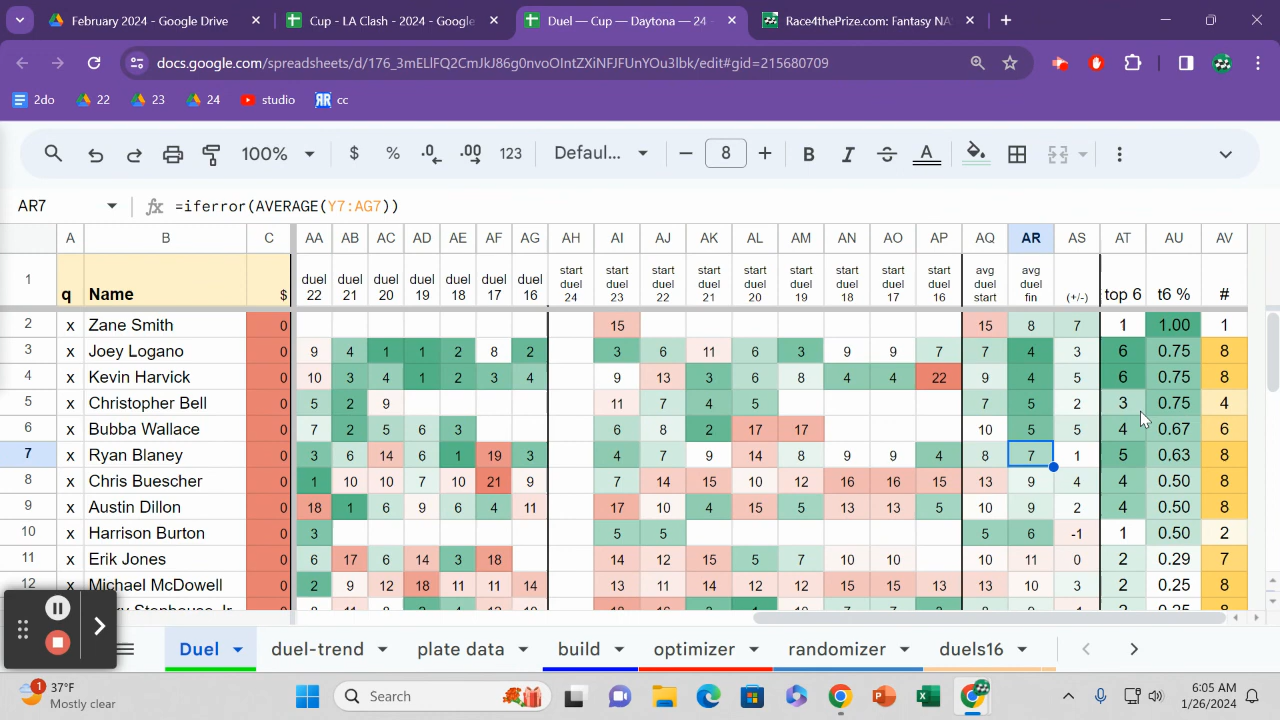 February 2024 - Google Drive
Cup - LA Clash - 2024 - Google
Duel — Cup — Daytona — 24 -
Race4thePrize.com: Fantasy NA
docs.google.com/spreadsheets/d/176_3mELlFQ2CmJkJ86g0nvoOIntZXiNFJFUnYOu3lbk/edit#gid=215680709
2do 22 23 24 studio RR cc
100% $ % .0 .00 123 Defaul... 8 B I A
AR7 fx =iferror(AVERAGE(Y7:AG7))
A B C AA AB AC AD AE AF AG AH AI AJ AK AL AM AN AO AP AQ AR AS AT AU AV
1 q Name $ duel 22 duel 21 duel 20 duel 19 duel 18 duel 17 duel 16 start duel 24 start duel 23 start duel 22 start duel 21 start duel 20 start duel 19 start duel 18 start duel 17 start duel 16 avg duel start avg duel fin (+/-) top 6 t6 % #
2 x Zane Smith 0 15 15 8 7 1 1.00 1
3 x Joey Logano 0 9 4 1 1 2 8 2 3 6 11 6 3 9 9 7 7 4 3 6 0.75 8
4 x Kevin Harvick 0 10 3 4 1 2 3 4 9 13 3 6 8 4 4 22 9 4 5 6 0.75 8
5 x Christopher Bell 0 5 2 9 11 7 4 5 7 5 2 3 0.75 4
6 x Bubba Wallace 0 7 2 5 6 3 6 8 2 17 17 10 5 5 4 0.67 6
7 x Ryan Blaney 0 3 6 14 6 1 19 3 4 7 9 14 8 9 9 4 8 7 1 5 0.63 8
8 x Chris Buescher 0 1 10 10 7 10 21 9 7 14 15 10 12 16 16 15 13 9 4 4 0.50 8
9 x Austin Dillon 0 18 1 6 9 6 4 11 17 10 4 15 5 13 13 5 10 9 2 4 0.50 8
10 x Harrison Burton 0 3 5 5 5 6 -1 1 0.50 2
11 x Erik Jones 0 6 17 6 14 3 18 14 12 15 5 7 10 10 10 11 0 2 0.29 7
12 x Michael McDowell 0 2 9 12 18 11 11 14 13 11 14 12 12 15 15 13 13 10 3 2 0.25 8
Duel duel-trend plate data build optimizer randomizer duels16
1 37°F
Mostly clear
Search
6:05 AM
1/26/2024